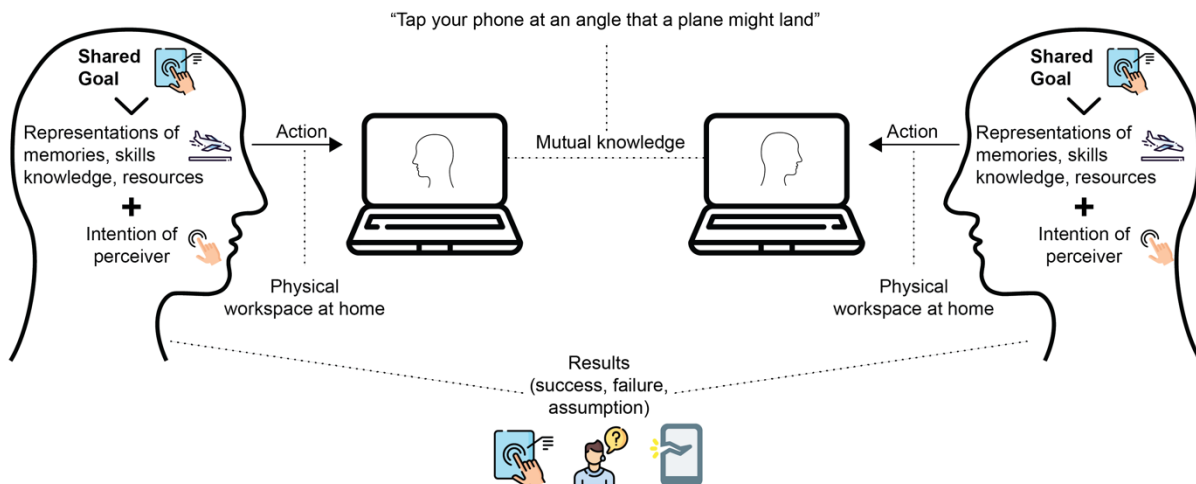 “Tap your phone at an angle that a plane might land”
Shared
Goal
Representations of
memories, skills
knowledge, resources
+
Intention of
perceiver
Action
Physical
workspace at home
Mutual knowledge
Action
Physical
workspace at home
Shared
Goal
Representations of
memories, skills
knowledge, resources
+
Intention of
perceiver
Results
(success, failure,
assumption)
?